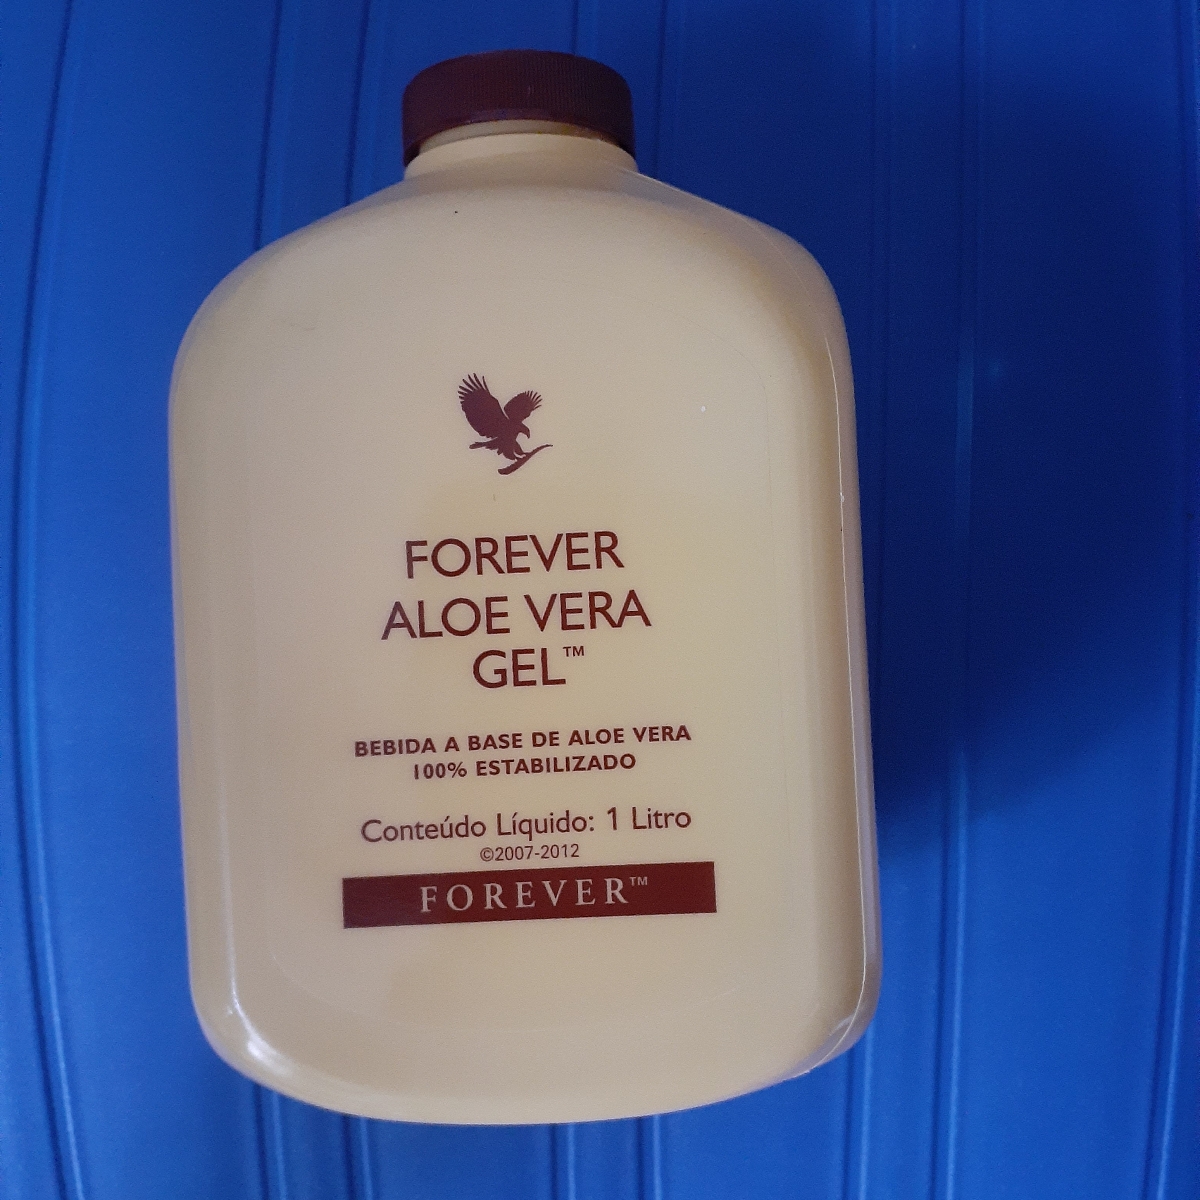 FOREVER
ALOE VERA
GEL™
BEBIDA A BASE DE ALOE VERA
100% ESTABILIZADO
Conteúdo Líquido: 1 Litro
©2007-2012
FOREVER™